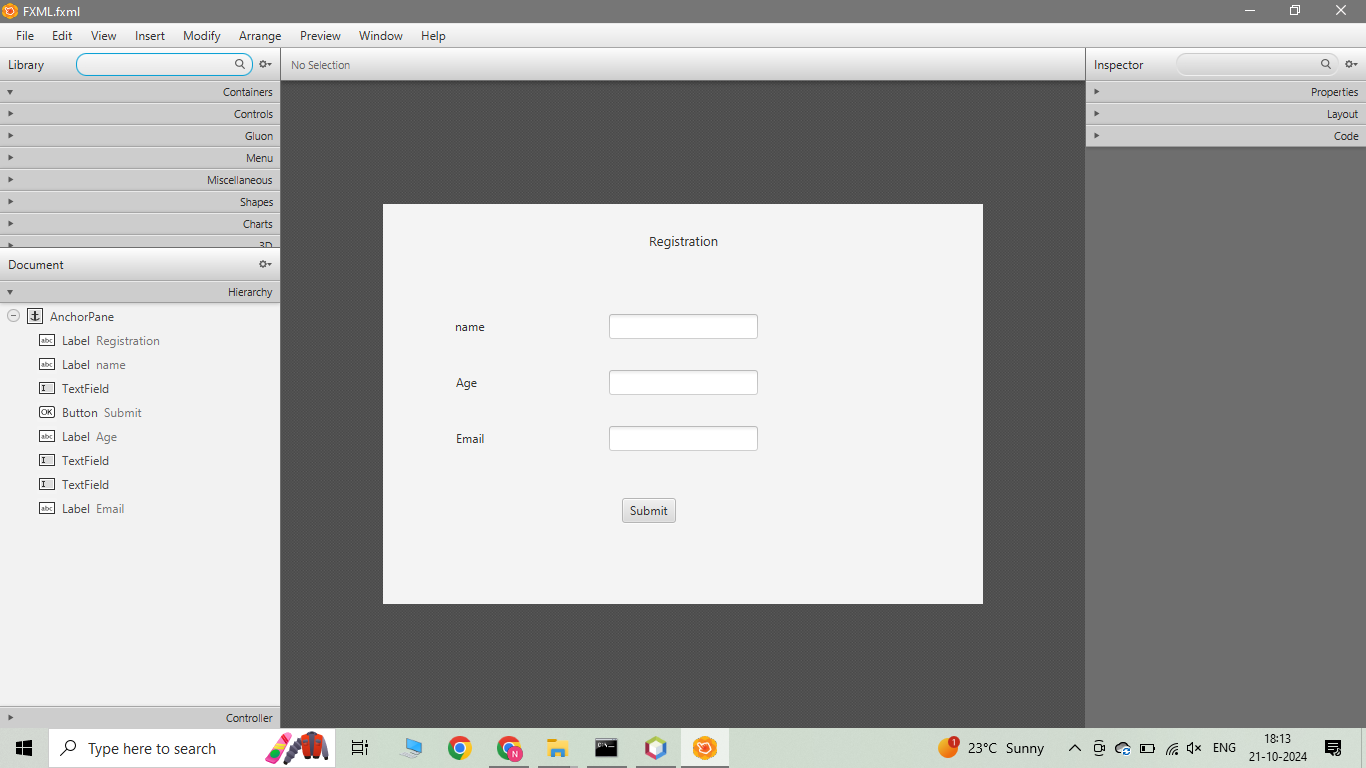 FXML.fxml
File Edit View Insert Modify Arrange Preview Window Help
Library
No Selection
Inspector
Containers
Controls
Gluon
Menu
Miscellaneous
Shapes
Charts
3D
Properties
Layout
Code
Document
Hierarchy
AnchorPane
abc Label Registration
abc Label name
TextField
OK Button Submit
abc Label Age
TextField
TextField
abc Label Email
Controller
Registration
name
Age
Email
Submit
Type here to search
N
1
23°C Sunny
ENG
18:13
21-10-2024